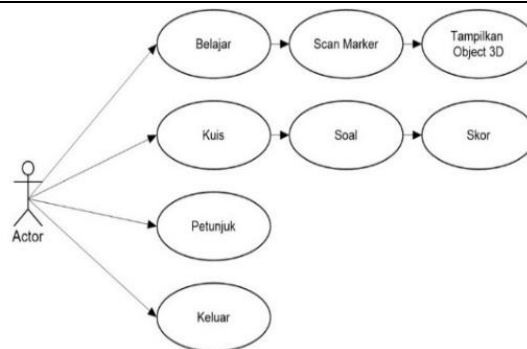 Belajar
Scan Marker
Tampilkan
Object 3D
Kuis
Soal
Skor
Actor
Petunjuk
Keluar